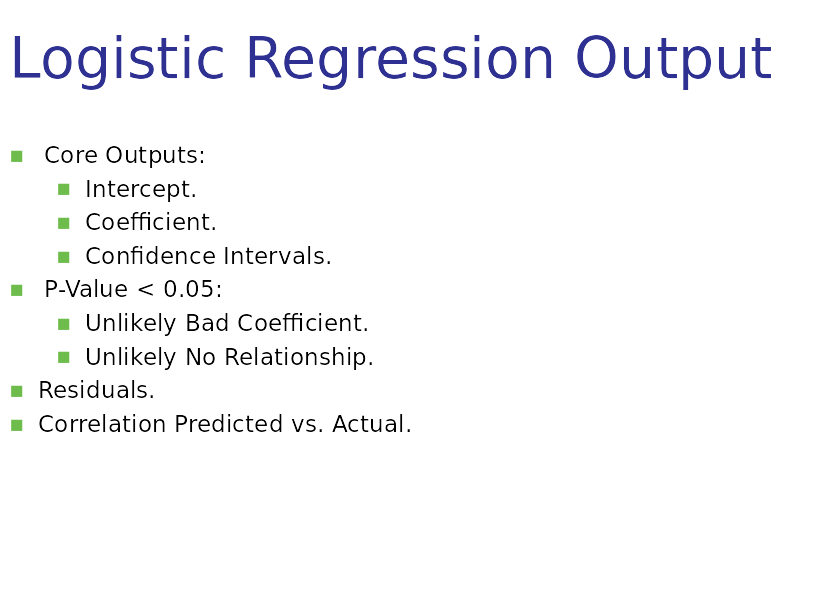 Logistic Regression Output
Core Outputs:
Intercept.
Coefficient.
Confidence Intervals.
P-Value < 0.05:
Unlikely Bad Coefficient.
Unlikely No Relationship.
Residuals.
Correlation Predicted vs. Actual.